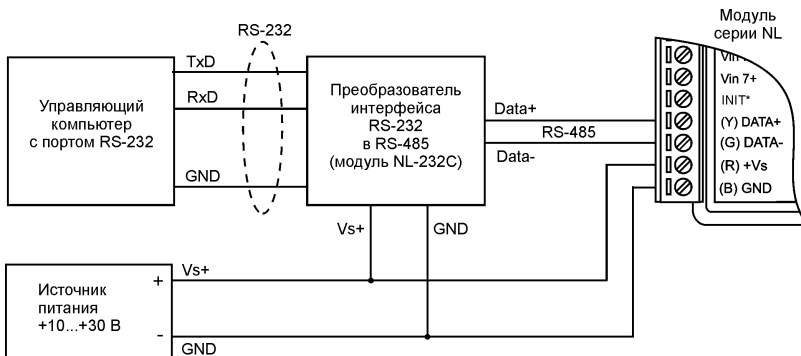 RS-232
TxD
RxD
GND
Управляющий
компьютер
с портом RS-232
Преобразователь
интерфейса
RS-232
в RS-485
(модуль NL-232C)
Vs+
GND
Data+
RS-485
Data-
Модуль
серии NL
Vin 7+
INIT*
(Y) DATA+
(G) DATA-
(R) +Vs
(B) GND
Источник
питания
+10...+30 В
+
-
Vs+
GND